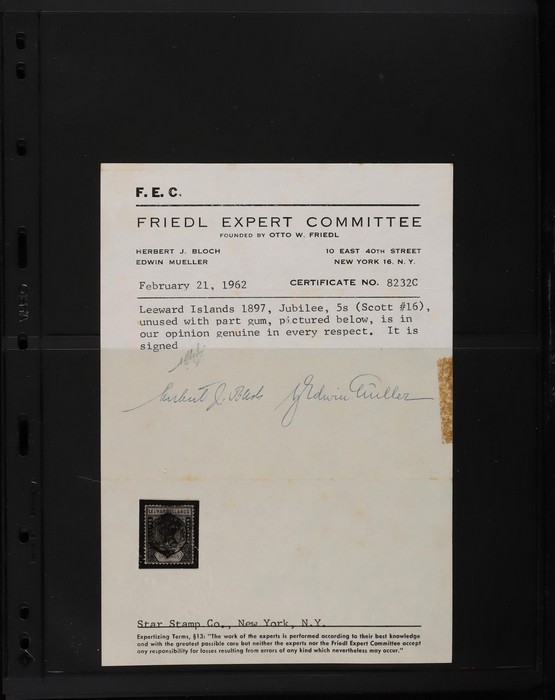 F. E. C.
FRIEDL EXPERT COMMITTEE
FOUNDED BY OTTO W. FRIEDL
HERBERT J. BLOCH
EDWIN MUELLER
10 EAST 40TH STREET
NEW YORK 16. N. Y.
February 21, 1962
CERTIFICATE NO. 8232C
Leeward Islands 1897, Jubilee, 5s (Scott #16),
unused with part gum, pictured below, is in
our opinion genuine in every respect. It is
signed
Herbert J. Bloch
Edwin Müller
LEEWARD ISLANDS
Star Stamp Co., New York, N.Y.
Expertizing Terms, §13: "The work of the experts is performed according to their best knowledge
and with the greatest possible care but neither the experts nor the Friedl Expert Committee accept
any responsibility for losses resulting from errors of any kind which nevertheless may occur."